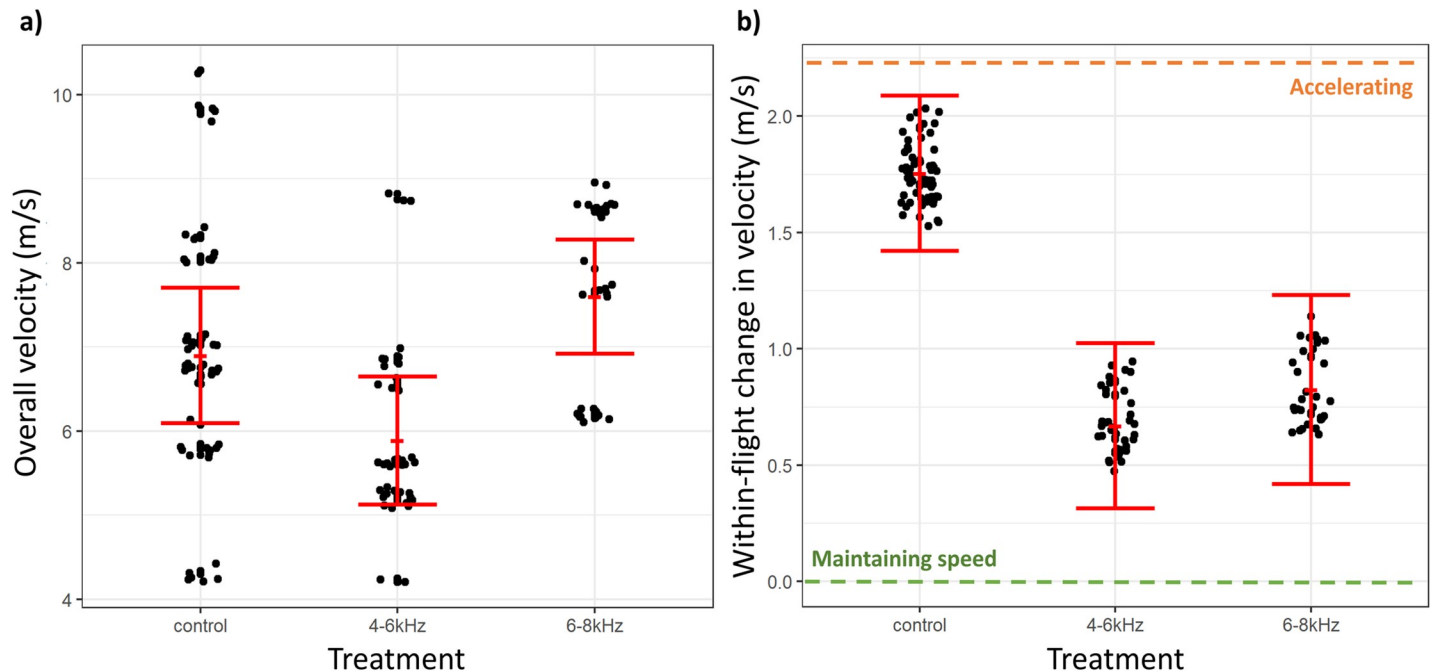 a)
Overall velocity (m/s)
10
8
6
4
control
4-6kHz
6-8kHz
Treatment
b)
Within-flight change in velocity (m/s)
2.0
1.5
1.0
0.5
0.0
Accelerating
Maintaining speed
control
4-6kHz
6-8kHz
Treatment